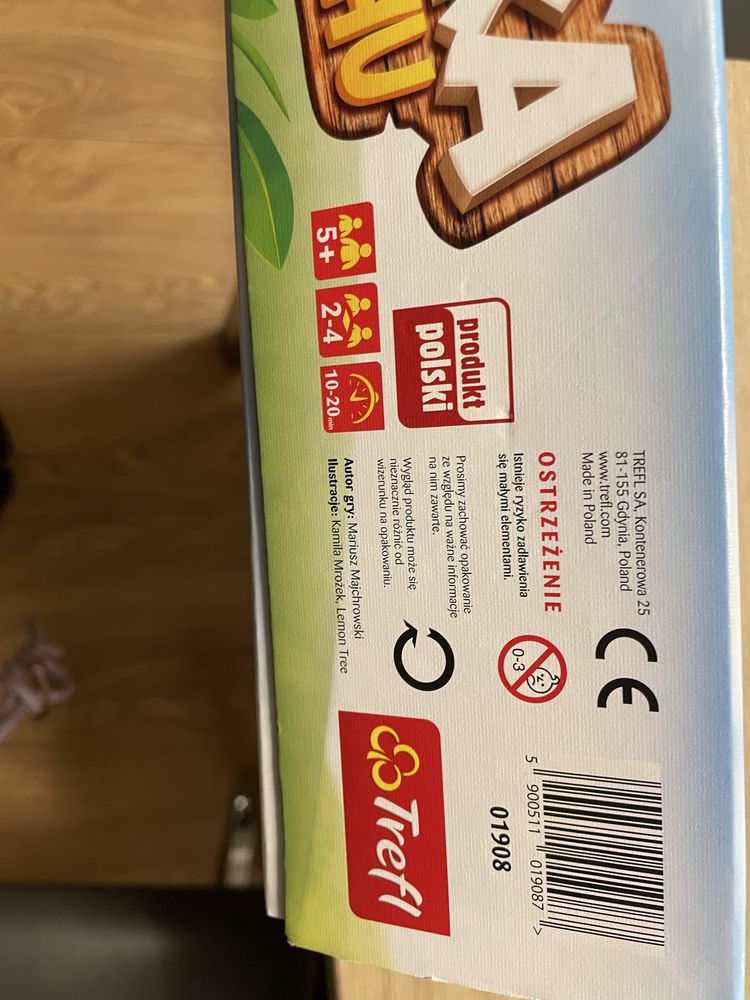 A
HU
5+
2-4
10-20min
produkt
polski
TREFL SA, Kontenerowa 25
81-155 Gdynia, Poland
www.trefl.com
Made in Poland
OSTRZEŻENIE
Istnieje ryzyko zadławienia
się małymi elementami.
Prosimy zachować opakowanie
ze względu na ważne informacje
na nim zawarte.
Wygląd produktu może się
nieznacznie różnić od
wizerunku na opakowaniu.
Autor gry: Mariusz Majchrowski
Ilustracje: Kamila Mrożek, Lemon Tree
CE
0-3
Trefl
01908
5 900511 019087 >